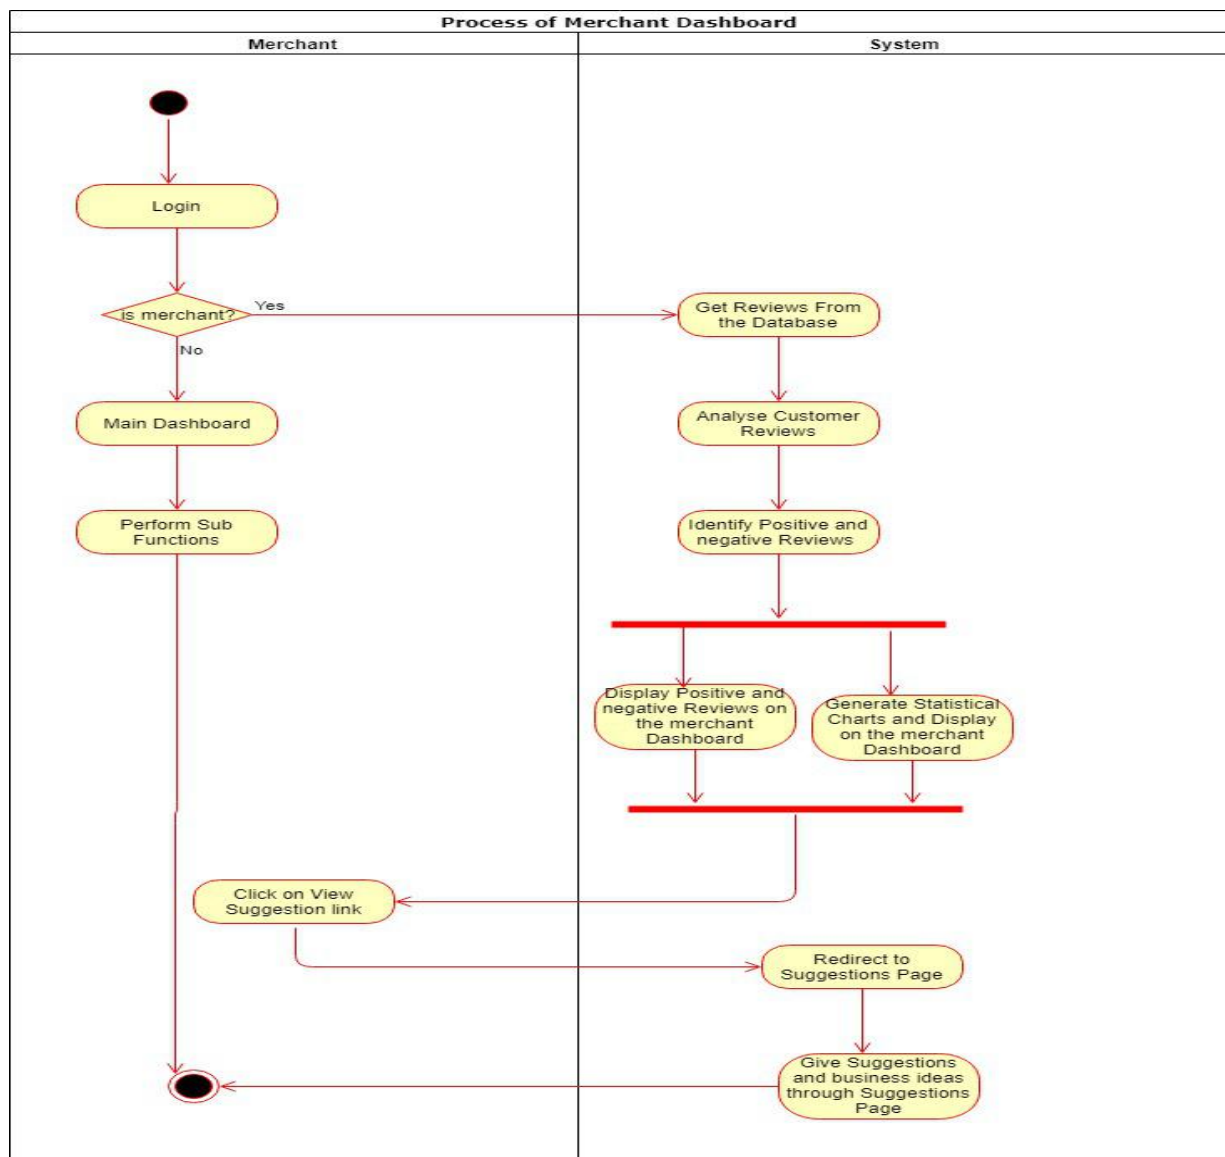 Process of Merchant Dashboard
Merchant
System
Login
is merchant?
Yes
No
Get Reviews From
the Database
Main Dashboard
Analyse Customer
Reviews
Perform Sub
Functions
Identify Positive and
negative Reviews
Display Positive and
negative Reviews on
the merchant
Dashboard
Generate Statistical
Charts and Display
on the merchant
Dashboard
Click on View
Suggestion link
Redirect to
Suggestions Page
Give Suggestions
and business ideas
through Suggestions
Page